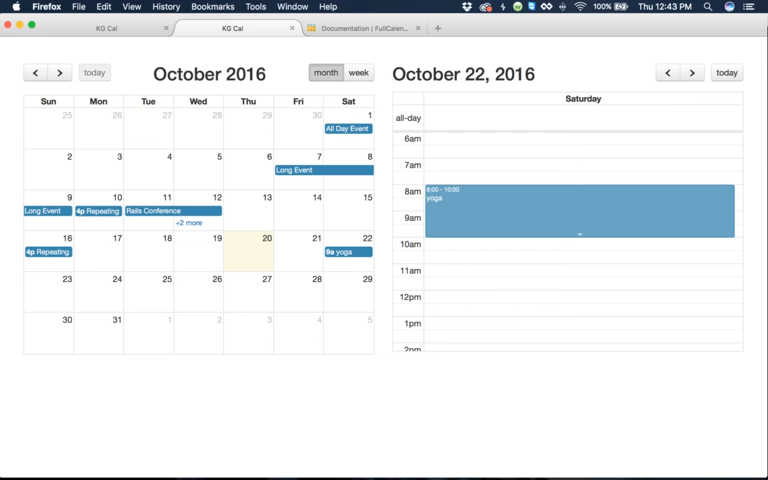 Firefox File Edit View History Bookmarks Tools Window Help 100% Thu 12:43 PM
KG Cal KG Cal Documentation | FullCalen...
today October 2016 month week
Sun Mon Tue Wed Thu Fri Sat
25 26 27 28 29 30 1
All Day Event
2 3 4 5 6 7 8
Long Event
9 10 11 12 13 14 15
Long Event 4p Repeating Rails Conference
+2 more
16 17 18 19 20 21 22
4p Repeating 9a yoga
23 24 25 26 27 28 29
30 31 1 2 3 4 5
October 22, 2016 today
Saturday
all-day
6am
7am
8am 8:00 - 10:00
yoga
9am
10am
11am
12pm
1pm
2pm